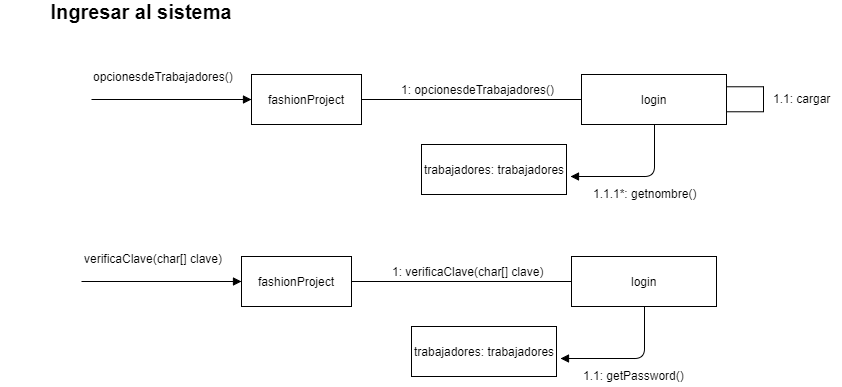 Ingresar al sistema
opcionesdeTrabajadores()
fashionProject
1: opcionesdeTrabajadores()
login
1.1: cargar
trabajadores: trabajadores
1.1.1*: getnombre()
verificaClave(char[] clave)
fashionProject
1: verificaClave(char[] clave)
login
trabajadores: trabajadores
1.1: getPassword()